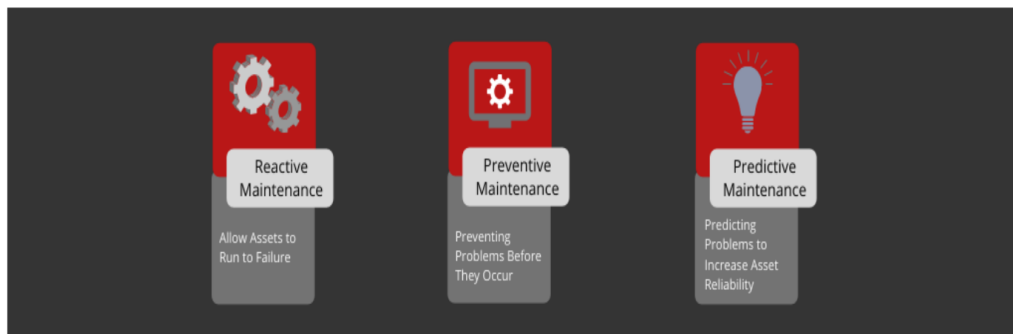 Reactive
Maintenance
Allow Assets to
Run to Failure
Preventive
Maintenance
Preventing
Problems Before
They Occur
Predictive
Maintenance
Predicting
Problems to
Increase Asset
Reliability